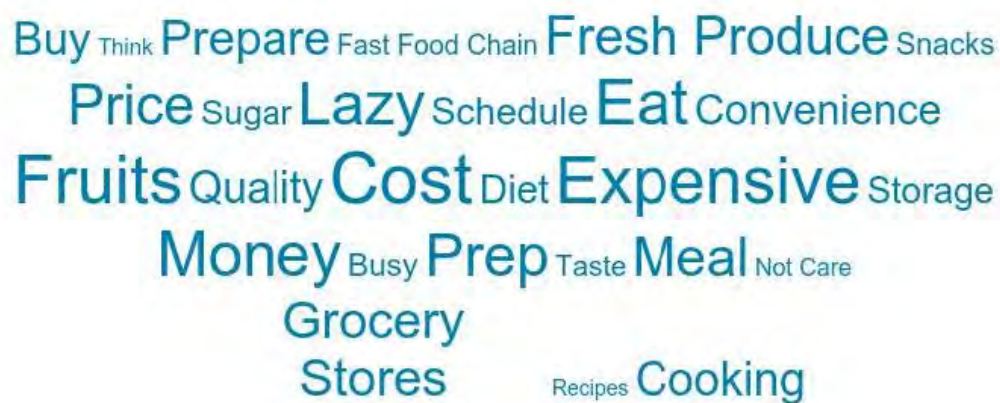 Buy Think Prepare Fast Food Chain Fresh Produce Snacks
Price Sugar Lazy Schedule Eat Convenience
Fruits Quality Cost Diet Expensive Storage
Money Busy Prep Taste Meal Not Care
Grocery
Stores Recipes Cooking